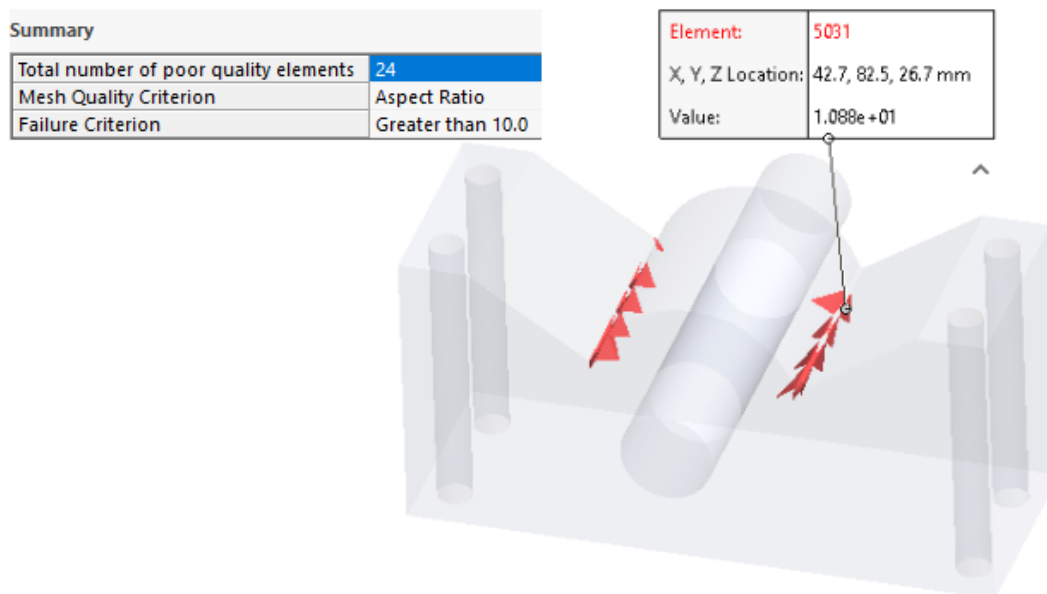 Summary
Total number of poor quality elements 24
Mesh Quality Criterion Aspect Ratio
Failure Criterion Greater than 10.0
Element: 5031
X, Y, Z Location: 42.7, 82.5, 26.7 mm
Value: 1.088e+01